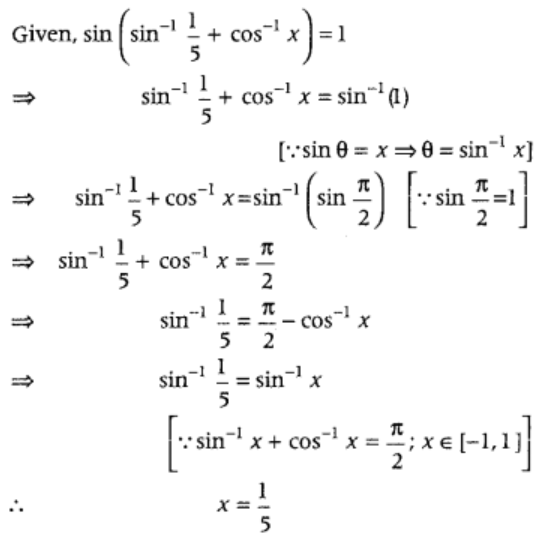 Given, sin (sin⁻¹ 1/5 + cos⁻¹ x) = 1
⇒ sin⁻¹ 1/5 + cos⁻¹ x = sin⁻¹ (1)
[∵ sin θ = x ⇒ θ = sin⁻¹ x]
⇒ sin⁻¹ 1/5 + cos⁻¹ x = sin⁻¹ (sin π/2) [∵ sin π/2 = 1]
⇒ sin⁻¹ 1/5 + cos⁻¹ x = π/2
⇒ sin⁻¹ 1/5 = π/2 − cos⁻¹ x
⇒ sin⁻¹ 1/5 = sin⁻¹ x
[∵ sin⁻¹ x + cos⁻¹ x = π/2 ; x ∈ [−1, 1]]
∴ x = 1/5